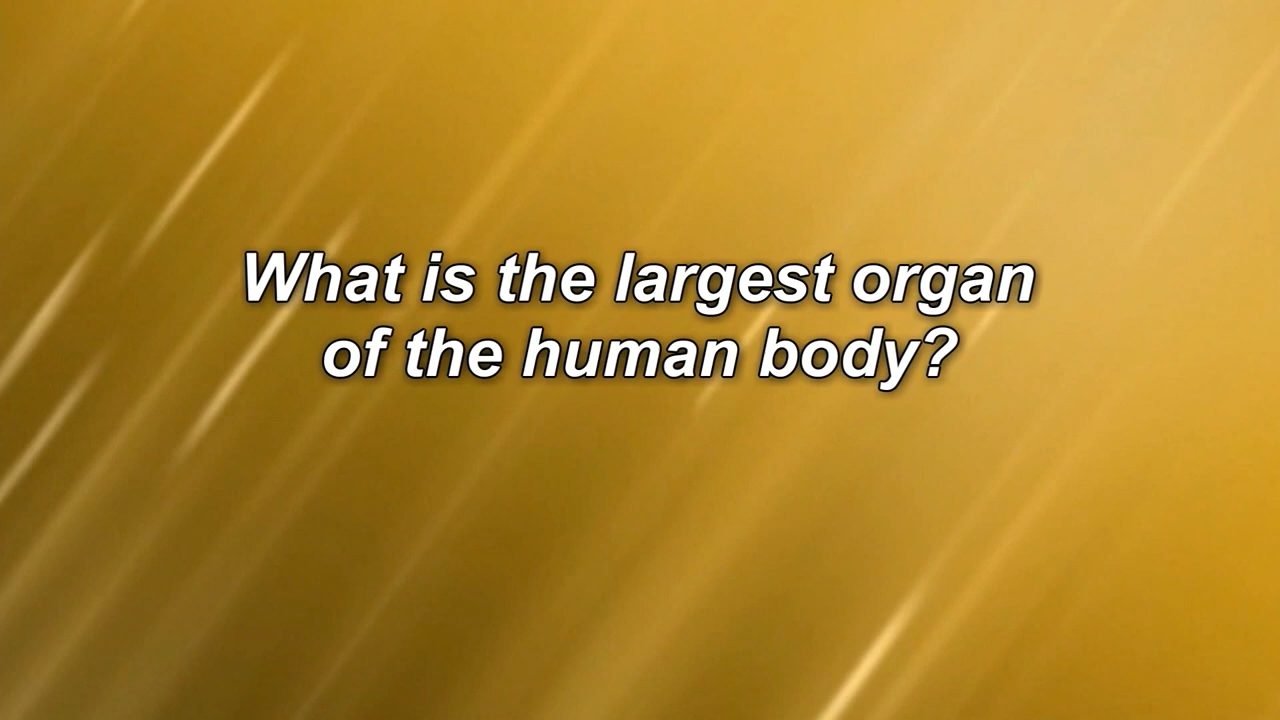 What is the largest organ
of the human body?